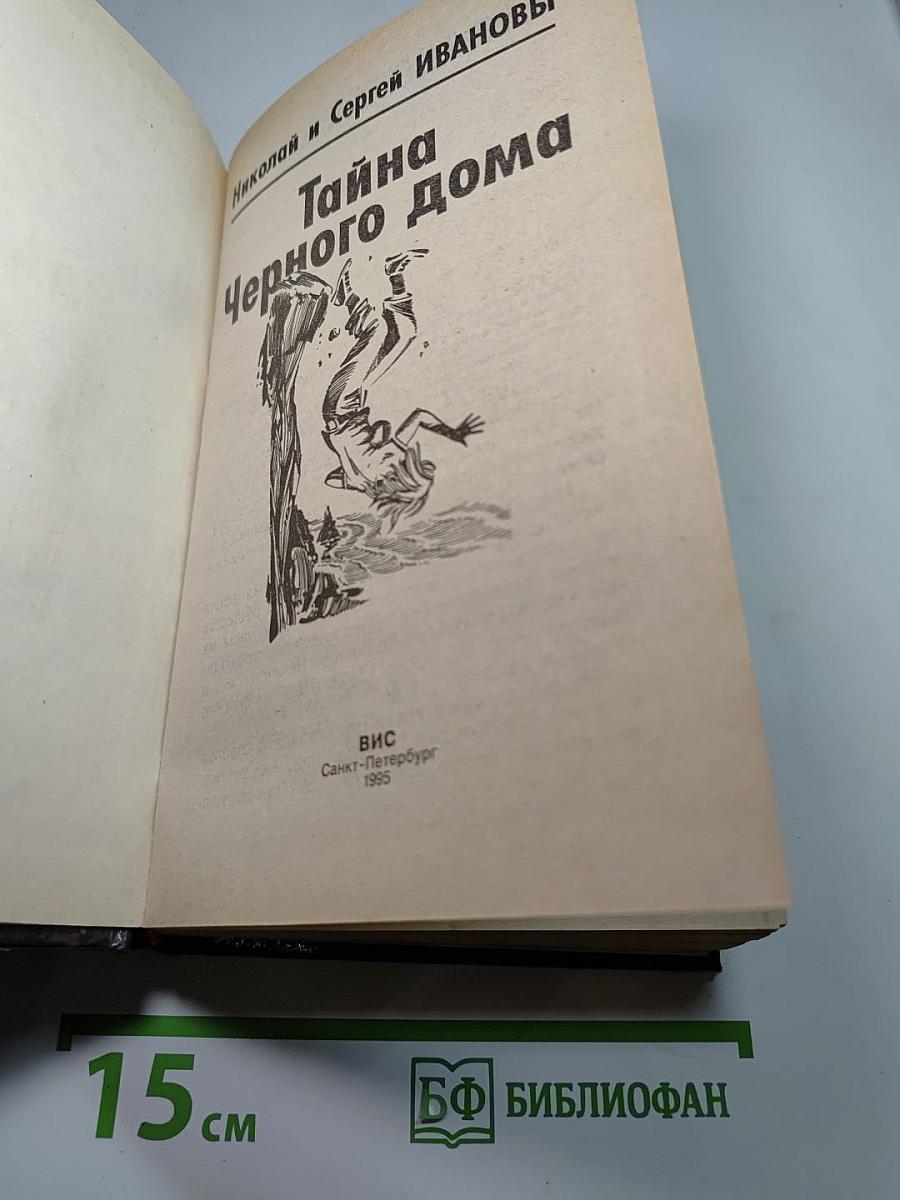 Николай и Сергей ИВАНОВЫ
Тайна
Черного дома
ВИС
Санкт-Петербург
1995
15 см
БФ БИБЛИОФАН